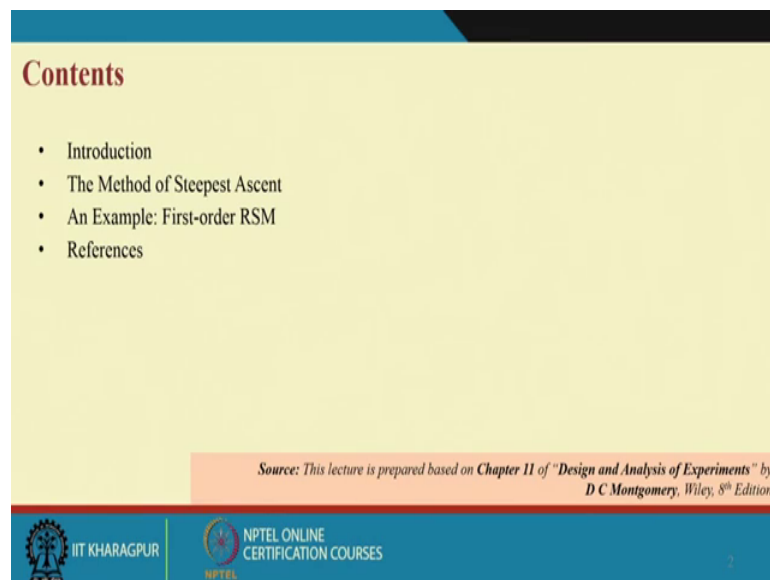 Contents
• Introduction
• The Method of Steepest Ascent
• An Example: First-order RSM
• References
Source: This lecture is prepared based on Chapter 11 of "Design and Analysis of Experiments" by
D C Montgomery, Wiley, 8th Edition
IIT KHARAGPUR
NPTEL ONLINE
CERTIFICATION COURSES
NPTEL
2